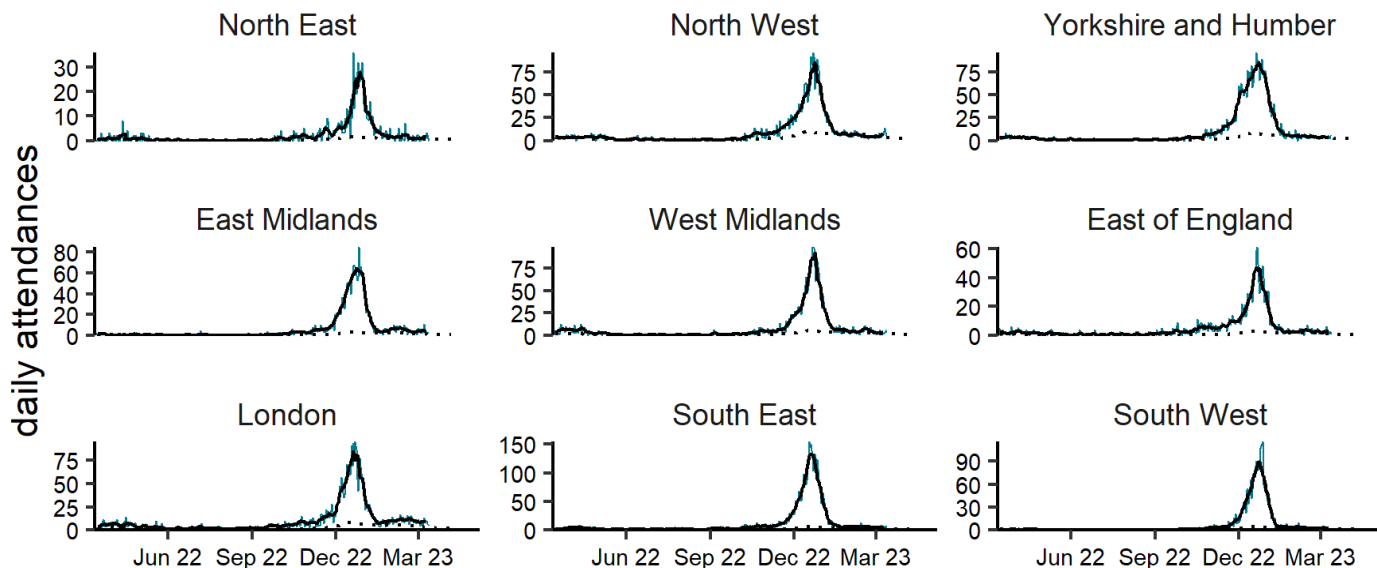 North East North West Yorkshire and Humber
30 75 75
20 50 50
10 25 25
0 0 0
East Midlands West Midlands East of England
80 60
60 75 40
40 50 20
20 25
0 0 0
London South East South West
75 150 90
50 100 60
25 50 30
0 0 0
Jun 22 Sep 22 Dec 22 Mar 23 Jun 22 Sep 22 Dec 22 Mar 23 Jun 22 Sep 22 Dec 22 Mar 23
daily attendances